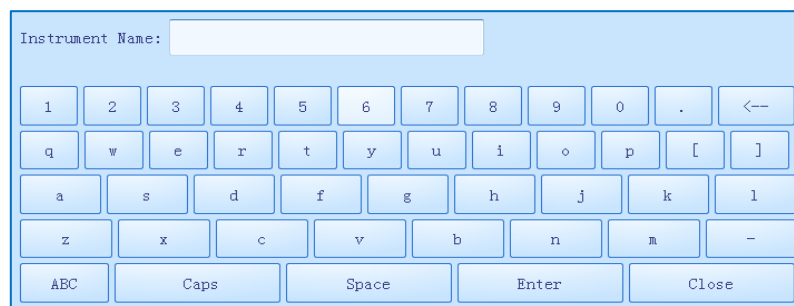 Instrument Name:
1 2 3 4 5 6 7 8 9 0 . <--
q w e r t y u i o p [ ]
a s d f g h j k l
z x c v b n m -
ABC Caps Space Enter Close